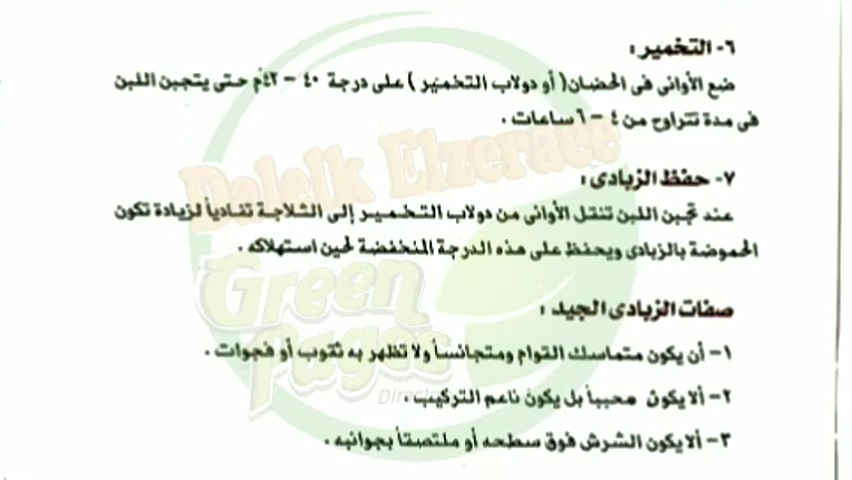 ٦- التخمير :
ضع الأوانى فى الحضان( أو دولاب التخمير ) على درجة ٤٠ – ٤٢م حتى يتجبن اللبن
فى مدة تتراوح من ٤ – ٦ ساعات .
٧- حفظ الزبادى :
عند تجبن اللبن تنقل الأوانى من دولاب التخمير إلى الثلاجة تفادياً لزيادة تكون
الحموضة بالزبادى ويحفظ على هذه الدرجة المنخفضة لحين استهلاكه .
صفات الزبادى الجيد :
١- أن يكون متماسك القوام ومتجانساً ولا تظهر به ثقوب أو فجوات .
٢- ألا يكون محبباً بل يكون ناعم التركيب .
٣- ألا يكون الشرش فوق سطحه أو ملتصقاً بجوانبه .
Dalelk Elzeraee
Green
Pages